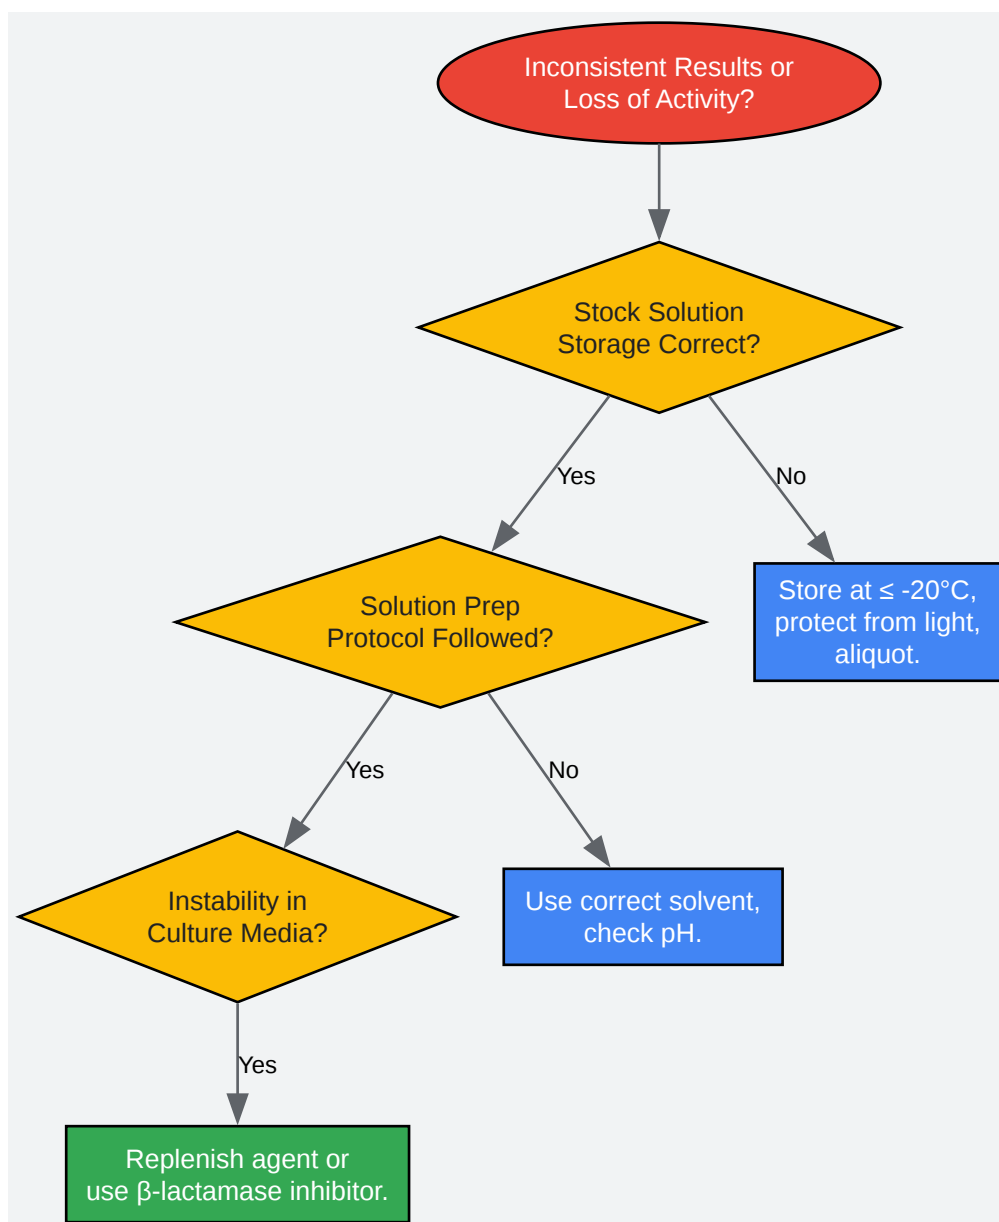 Inconsistent Results or
Loss of Activity?
Stock Solution
Storage Correct?
Yes
No
Solution Prep
Protocol Followed?
Store at ≤ -20°C,
protect from light,
aliquot.
Yes
No
Instability in
Culture Media?
Use correct solvent,
check pH.
Yes
Replenish agent or
use β-lactamase inhibitor.